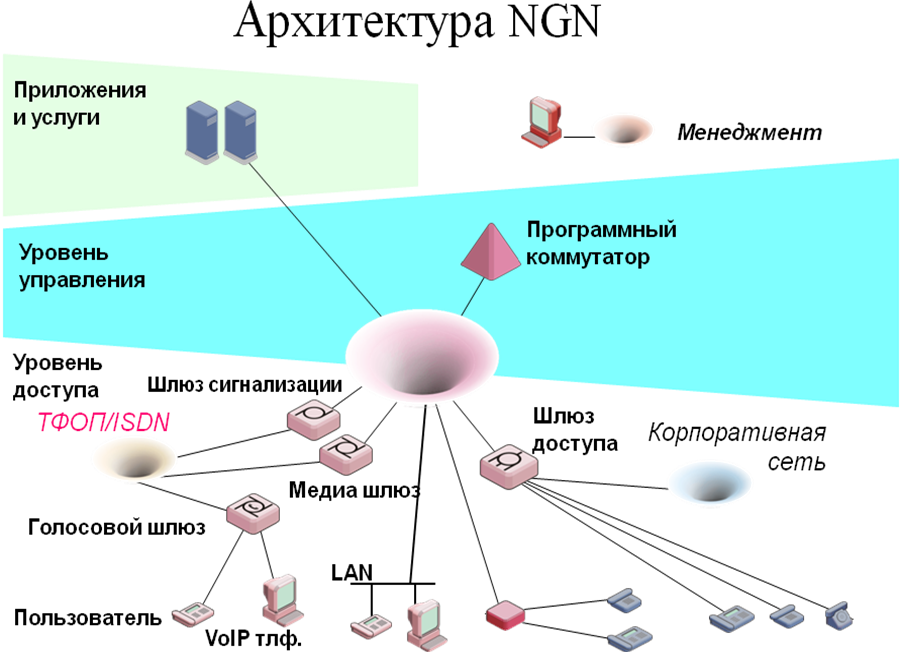 Архитектура NGN
Приложения
и услуги
Менеджмент
Программный
коммутатор
Уровень
управления
Уровень
доступа
Шлюз сигнализации
ТФОП/ISDN
Шлюз
доступа
Корпоративная
сеть
Медиа шлюз
Голосовой шлюз
LAN
Пользователь
VoIP тлф.